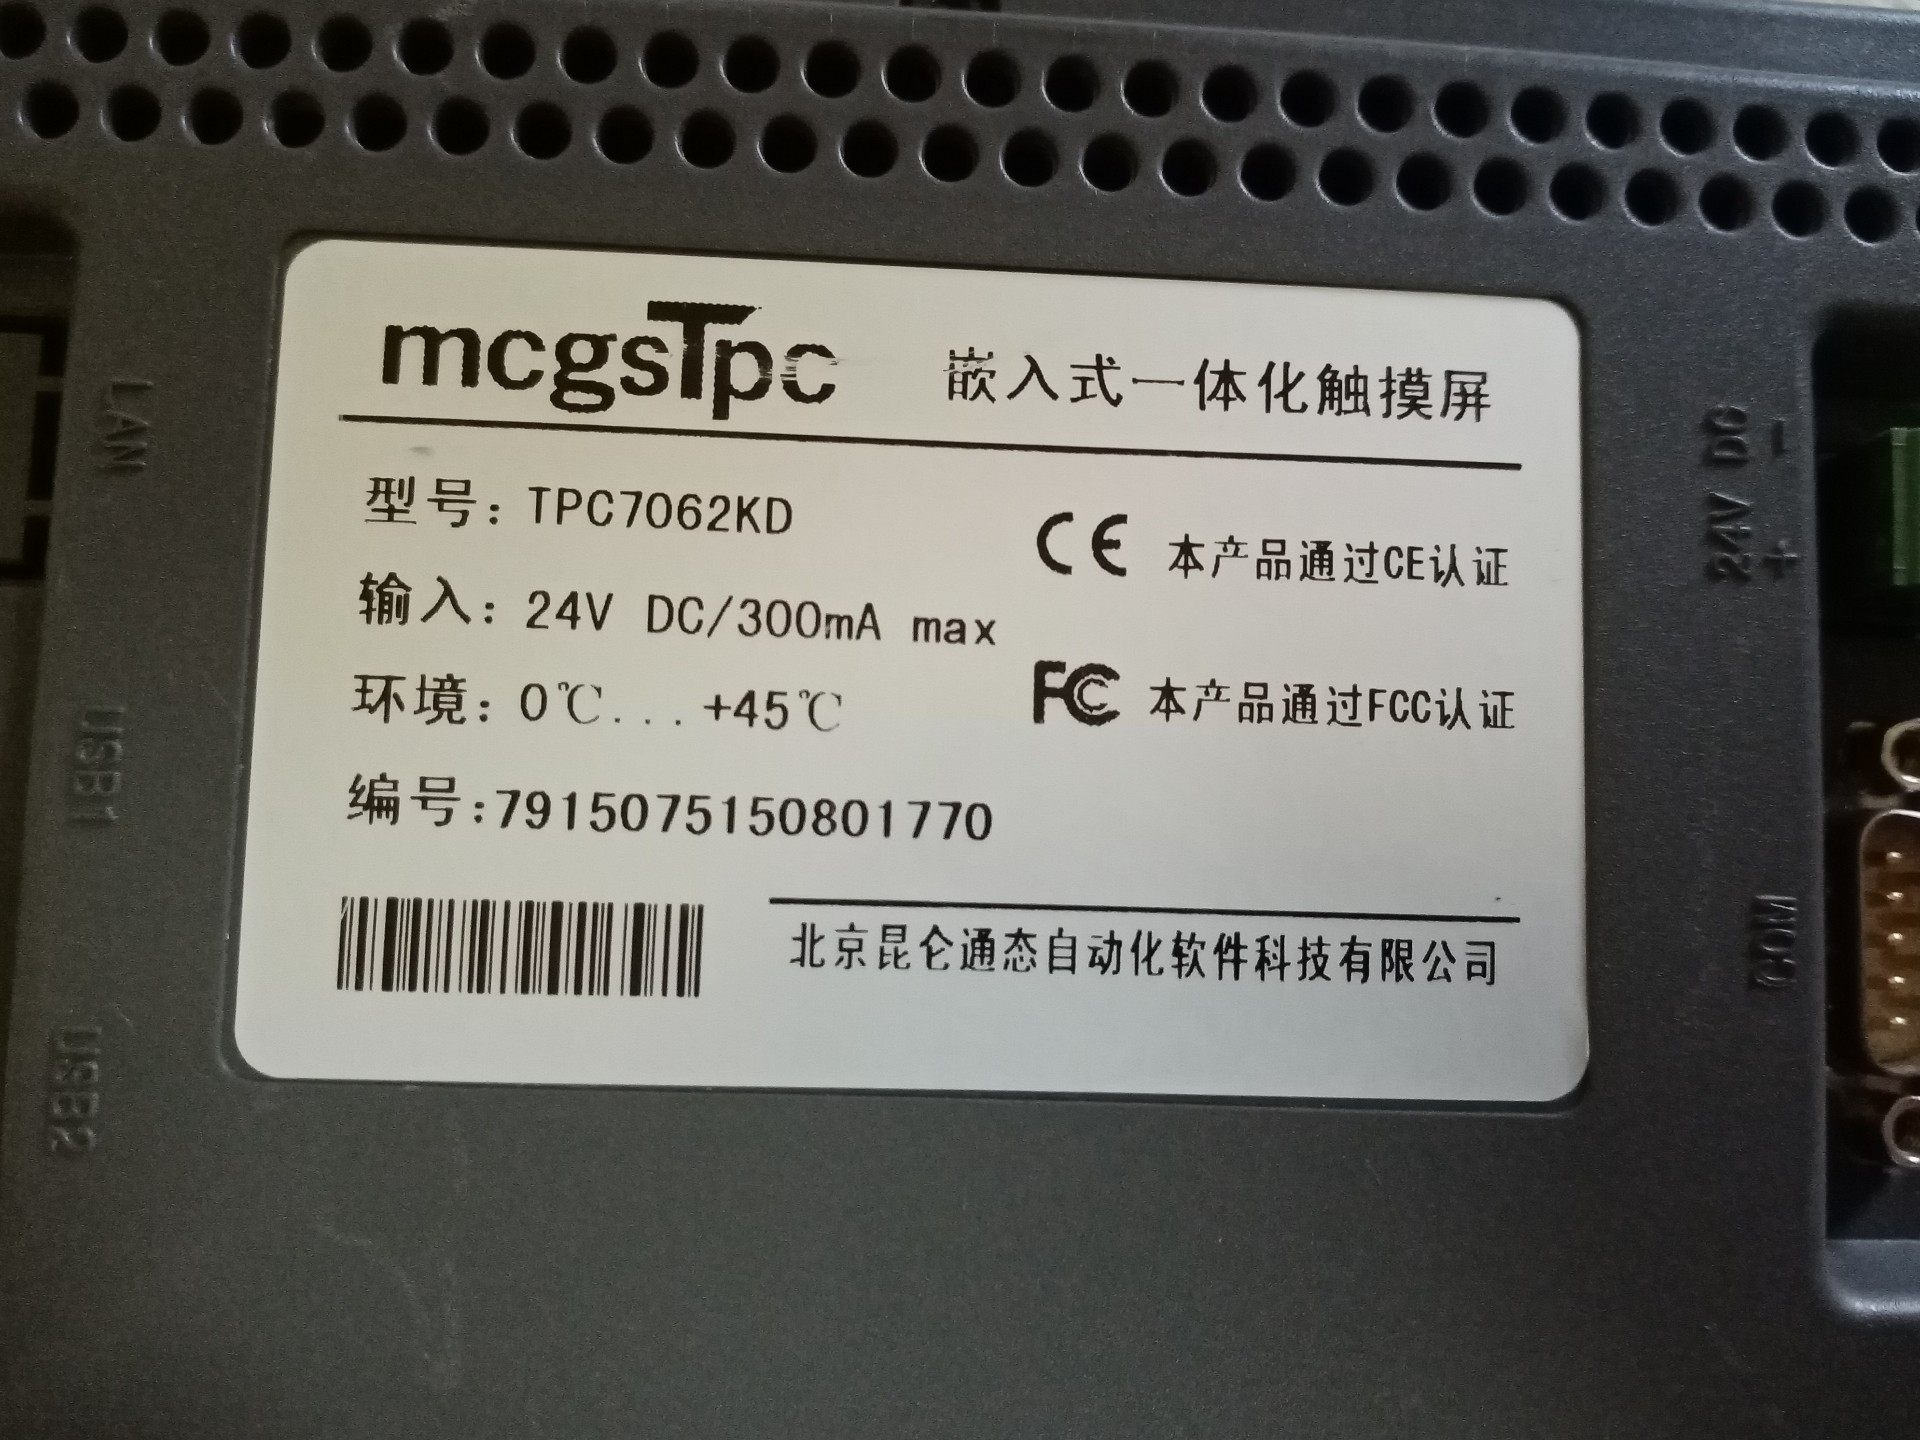 mcgsTpc 嵌入式一体化触摸屏
型号: TPC7062KD
CE 本产品通过CE认证
输入: 24V DC/300mA max
环境: 0℃... +45℃
FC 本产品通过FCC认证
编号:7915075150801770
北京昆仑通态自动化软件科技有限公司
LAN
USB1
USB2
24V DC
- +
COM